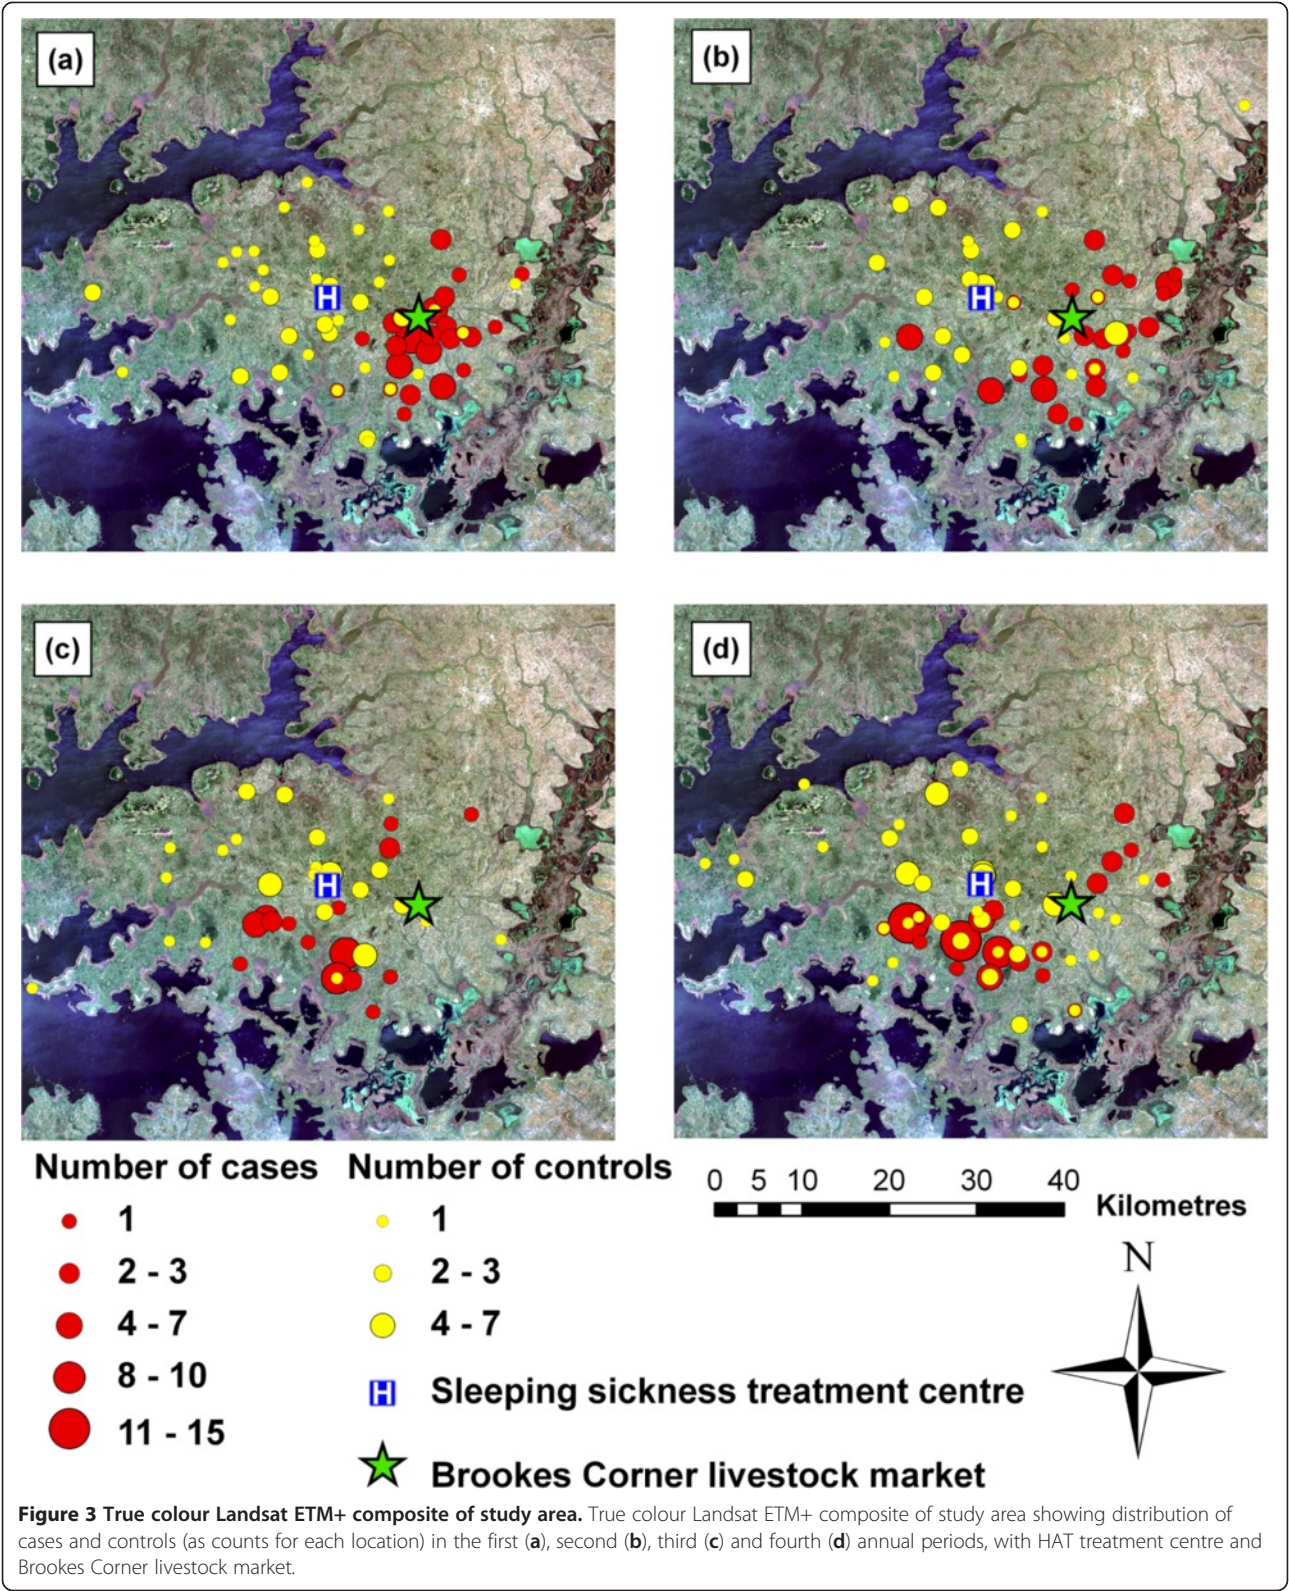 (a)
(b)
H
H
(c)
(d)
H
H
Number of cases
1
2 - 3
4 - 7
8 - 10
11 - 15
Number of controls
1
2 - 3
4 - 7
H Sleeping sickness treatment centre
Brookes Corner livestock market
0 5 10 20 30 40
Kilometres
N
Figure 3 True colour Landsat ETM+ composite of study area. True colour Landsat ETM+ composite of study area showing distribution of
cases and controls (as counts for each location) in the first (a), second (b), third (c) and fourth (d) annual periods, with HAT treatment centre and
Brookes Corner livestock market.